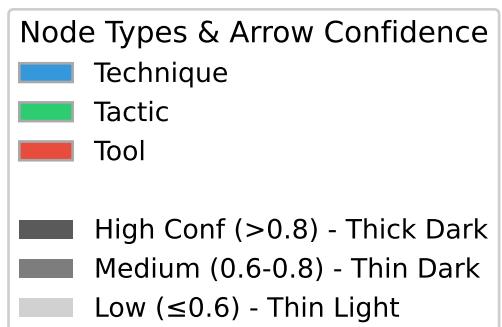 Node Types & Arrow Confidence
Technique
Tactic
Tool
High Conf (>0.8) - Thick Dark
Medium (0.6-0.8) - Thin Dark
Low (≤0.6) - Thin Light